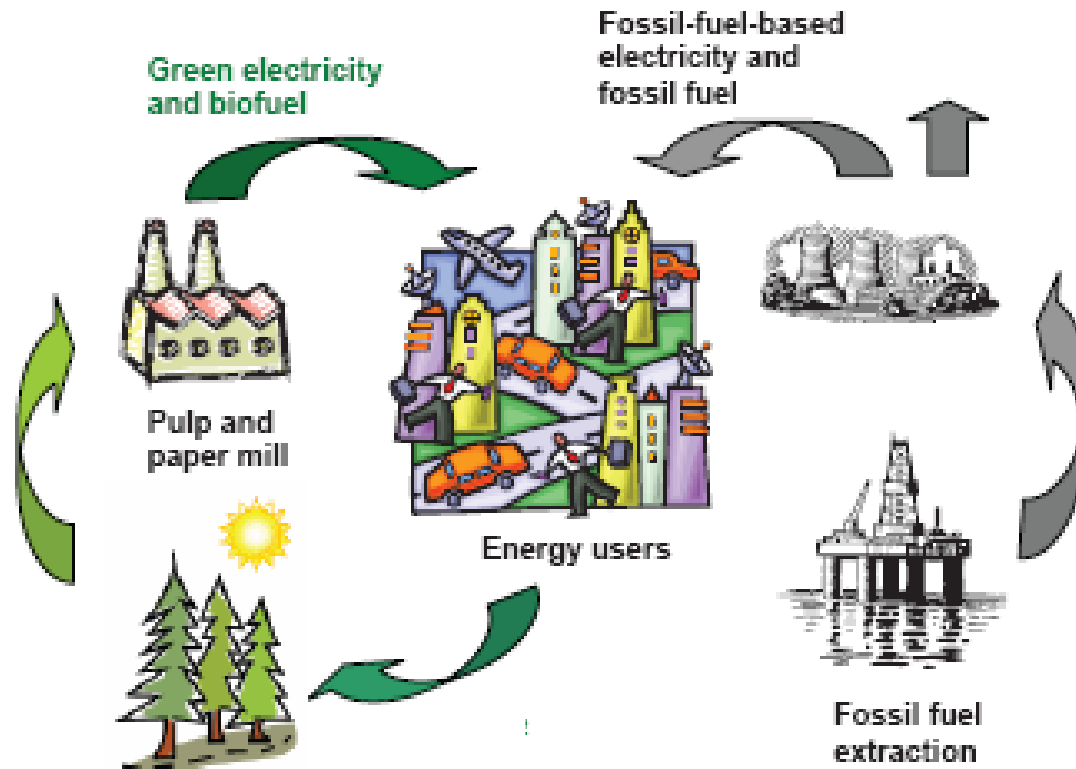 Green electricity
and biofuel
Fossil-fuel-based
electricity and
fossil fuel
Pulp and
paper mill
Energy users
Fossil fuel
extraction